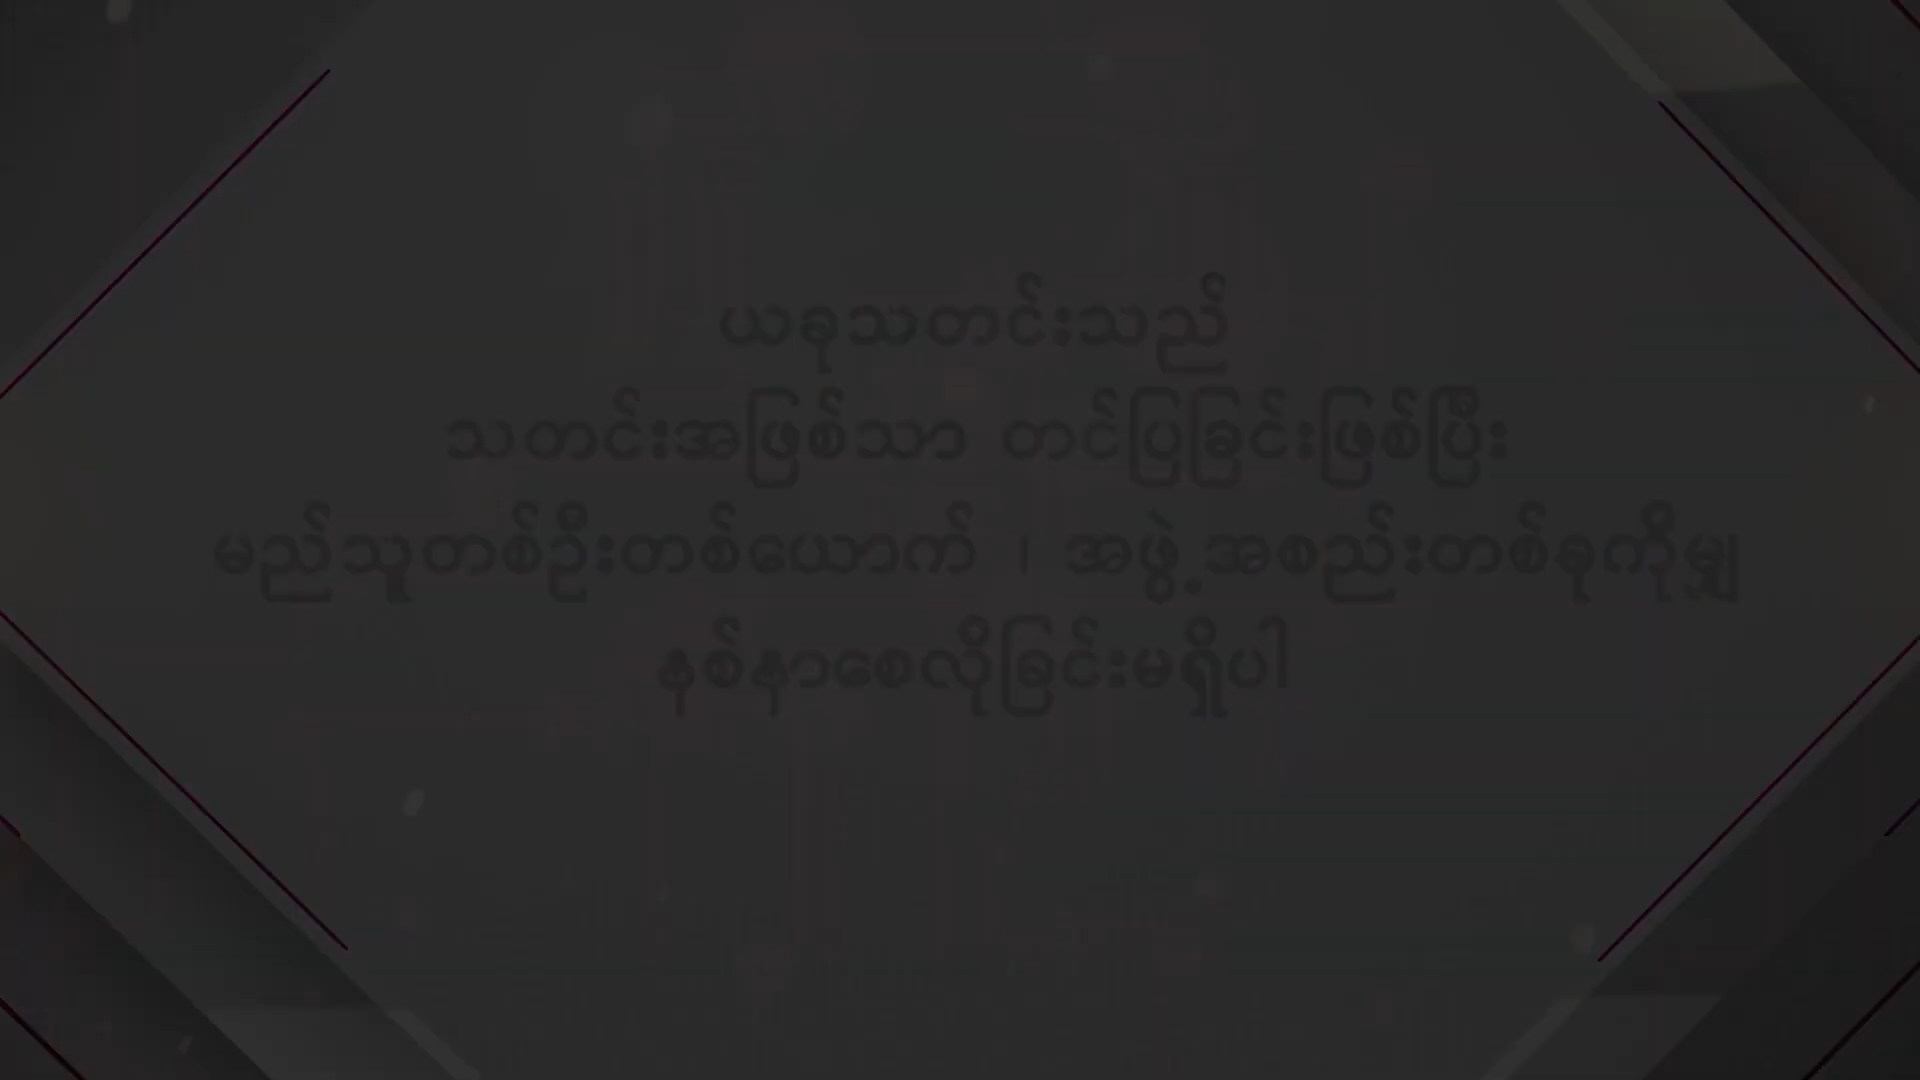 ယခုသတင်းသည်
သတင်းအဖြစ်သာ တင်ပြခြင်းဖြစ်ပြီး
မည်သူတစ်ဦးတစ်ယောက် ၊ အဖွဲ့အစည်းတစ်ခုကိုမျှ
နစ်နာစေလိုခြင်းမရှိပါ